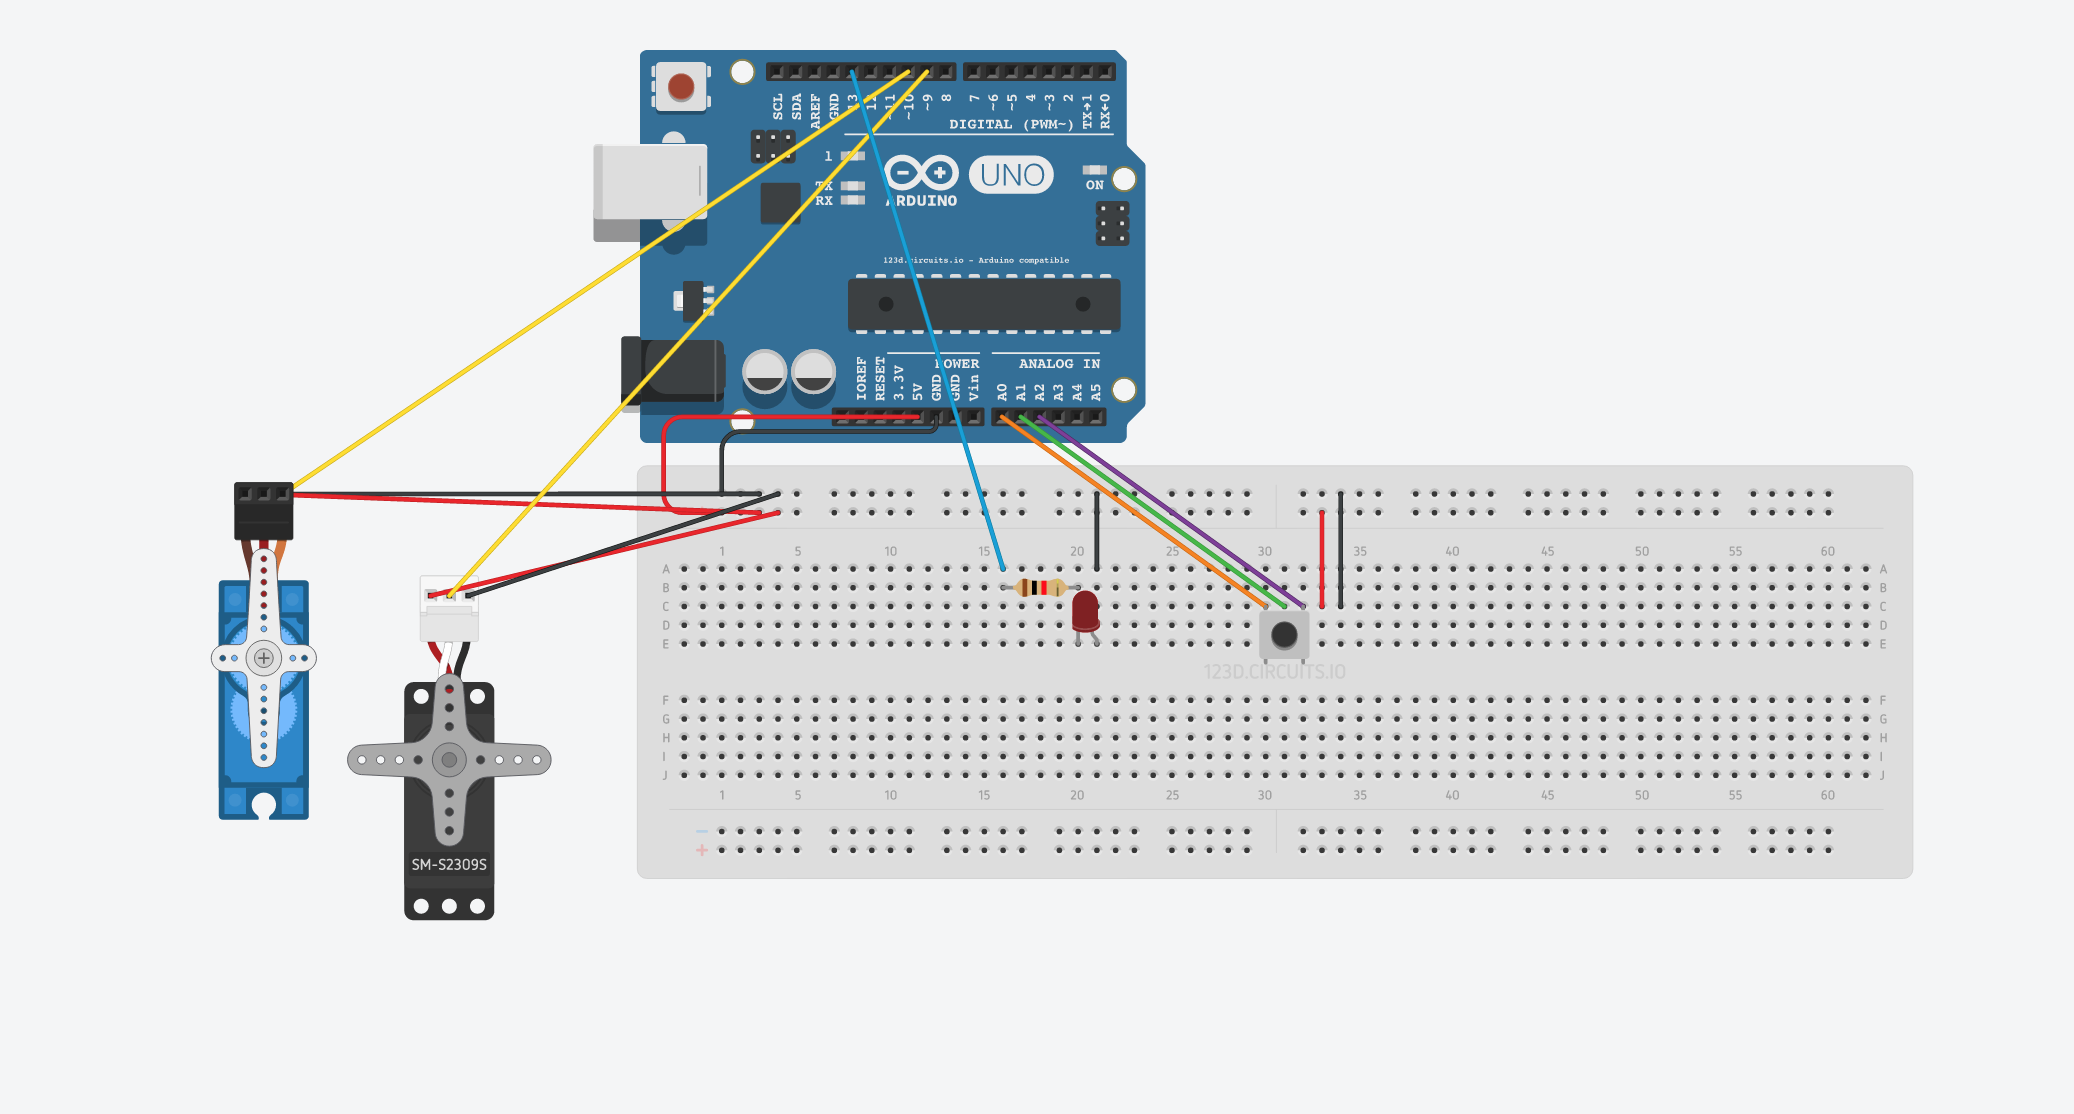 SCL SDA AREF GND 13 12 ~11 ~10 ~9 8 7 ~6 ~5 4 ~3 2 TX→1 RX←0
DIGITAL (PWM~)
1
TX
RX
ARDUINO
UNO
ON
123d.circuits.io - Arduino compatible
POWER
ANALOG IN
IOREF RESET 3.3V 5V GND GND Vin A0 A1 A2 A3 A4 A5
1 5 10 15 20 25 30 35 40 45 50 55 60
A A
B B
C C
D D
E E
123D.CIRCUITS.IO
F F
G G
H H
I I
J J
1 5 10 15 20 25 30 35 40 45 50 55 60
−
+
SM-S2309S